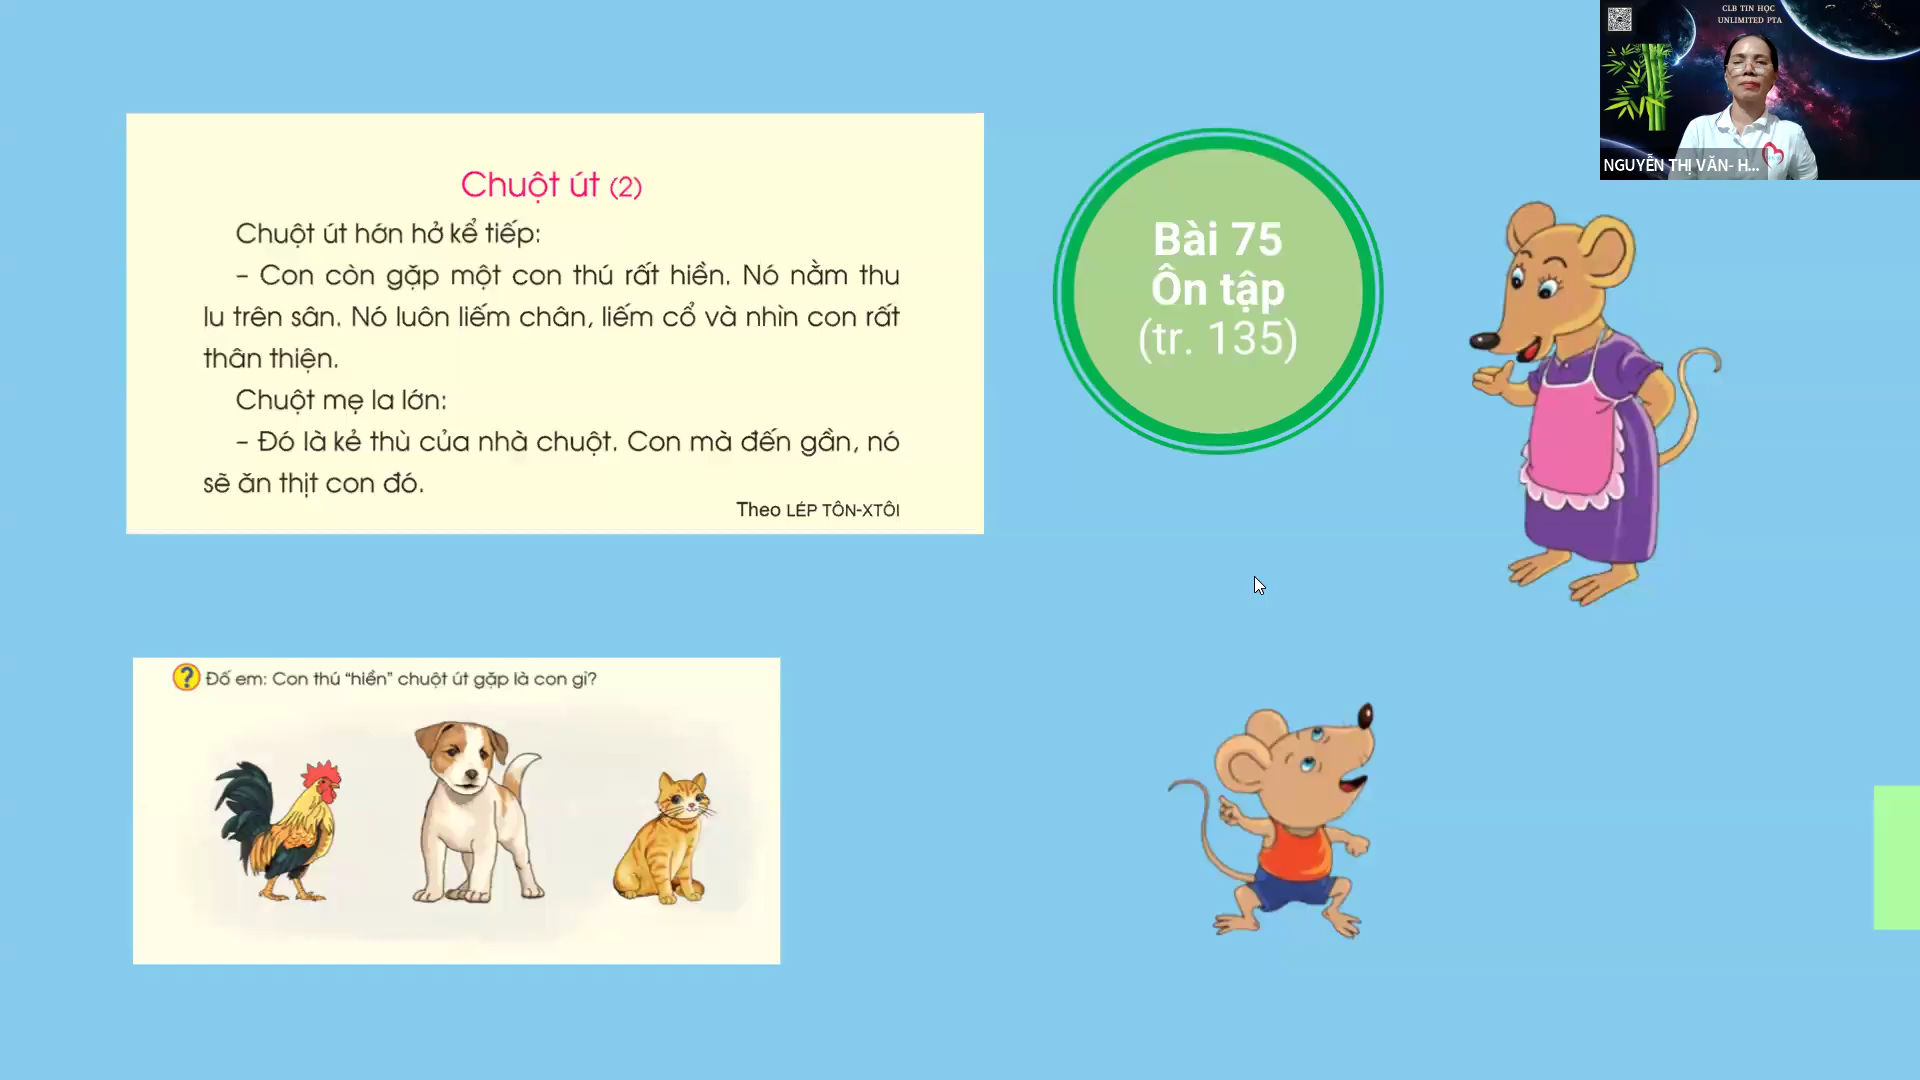 CLB TIN HỌC
UNLIMITED PTA
NGUYỄN THỊ VĂN- H...
Chuột út (2)
Chuột út hớn hở kể tiếp:
– Con còn gặp một con thú rất hiền. Nó nằm thu
lu trên sân. Nó luôn liếm chân, liếm cổ và nhìn con rất
thân thiện.
Chuột mẹ la lớn:
– Đó là kẻ thù của nhà chuột. Con mà đến gần, nó
sẽ ăn thịt con đó.
Theo LÉP TÔN-XTÔI
Bài 75
Ôn tập
(tr. 135)
? Đố em: Con thú “hiền” chuột út gặp là con gì?